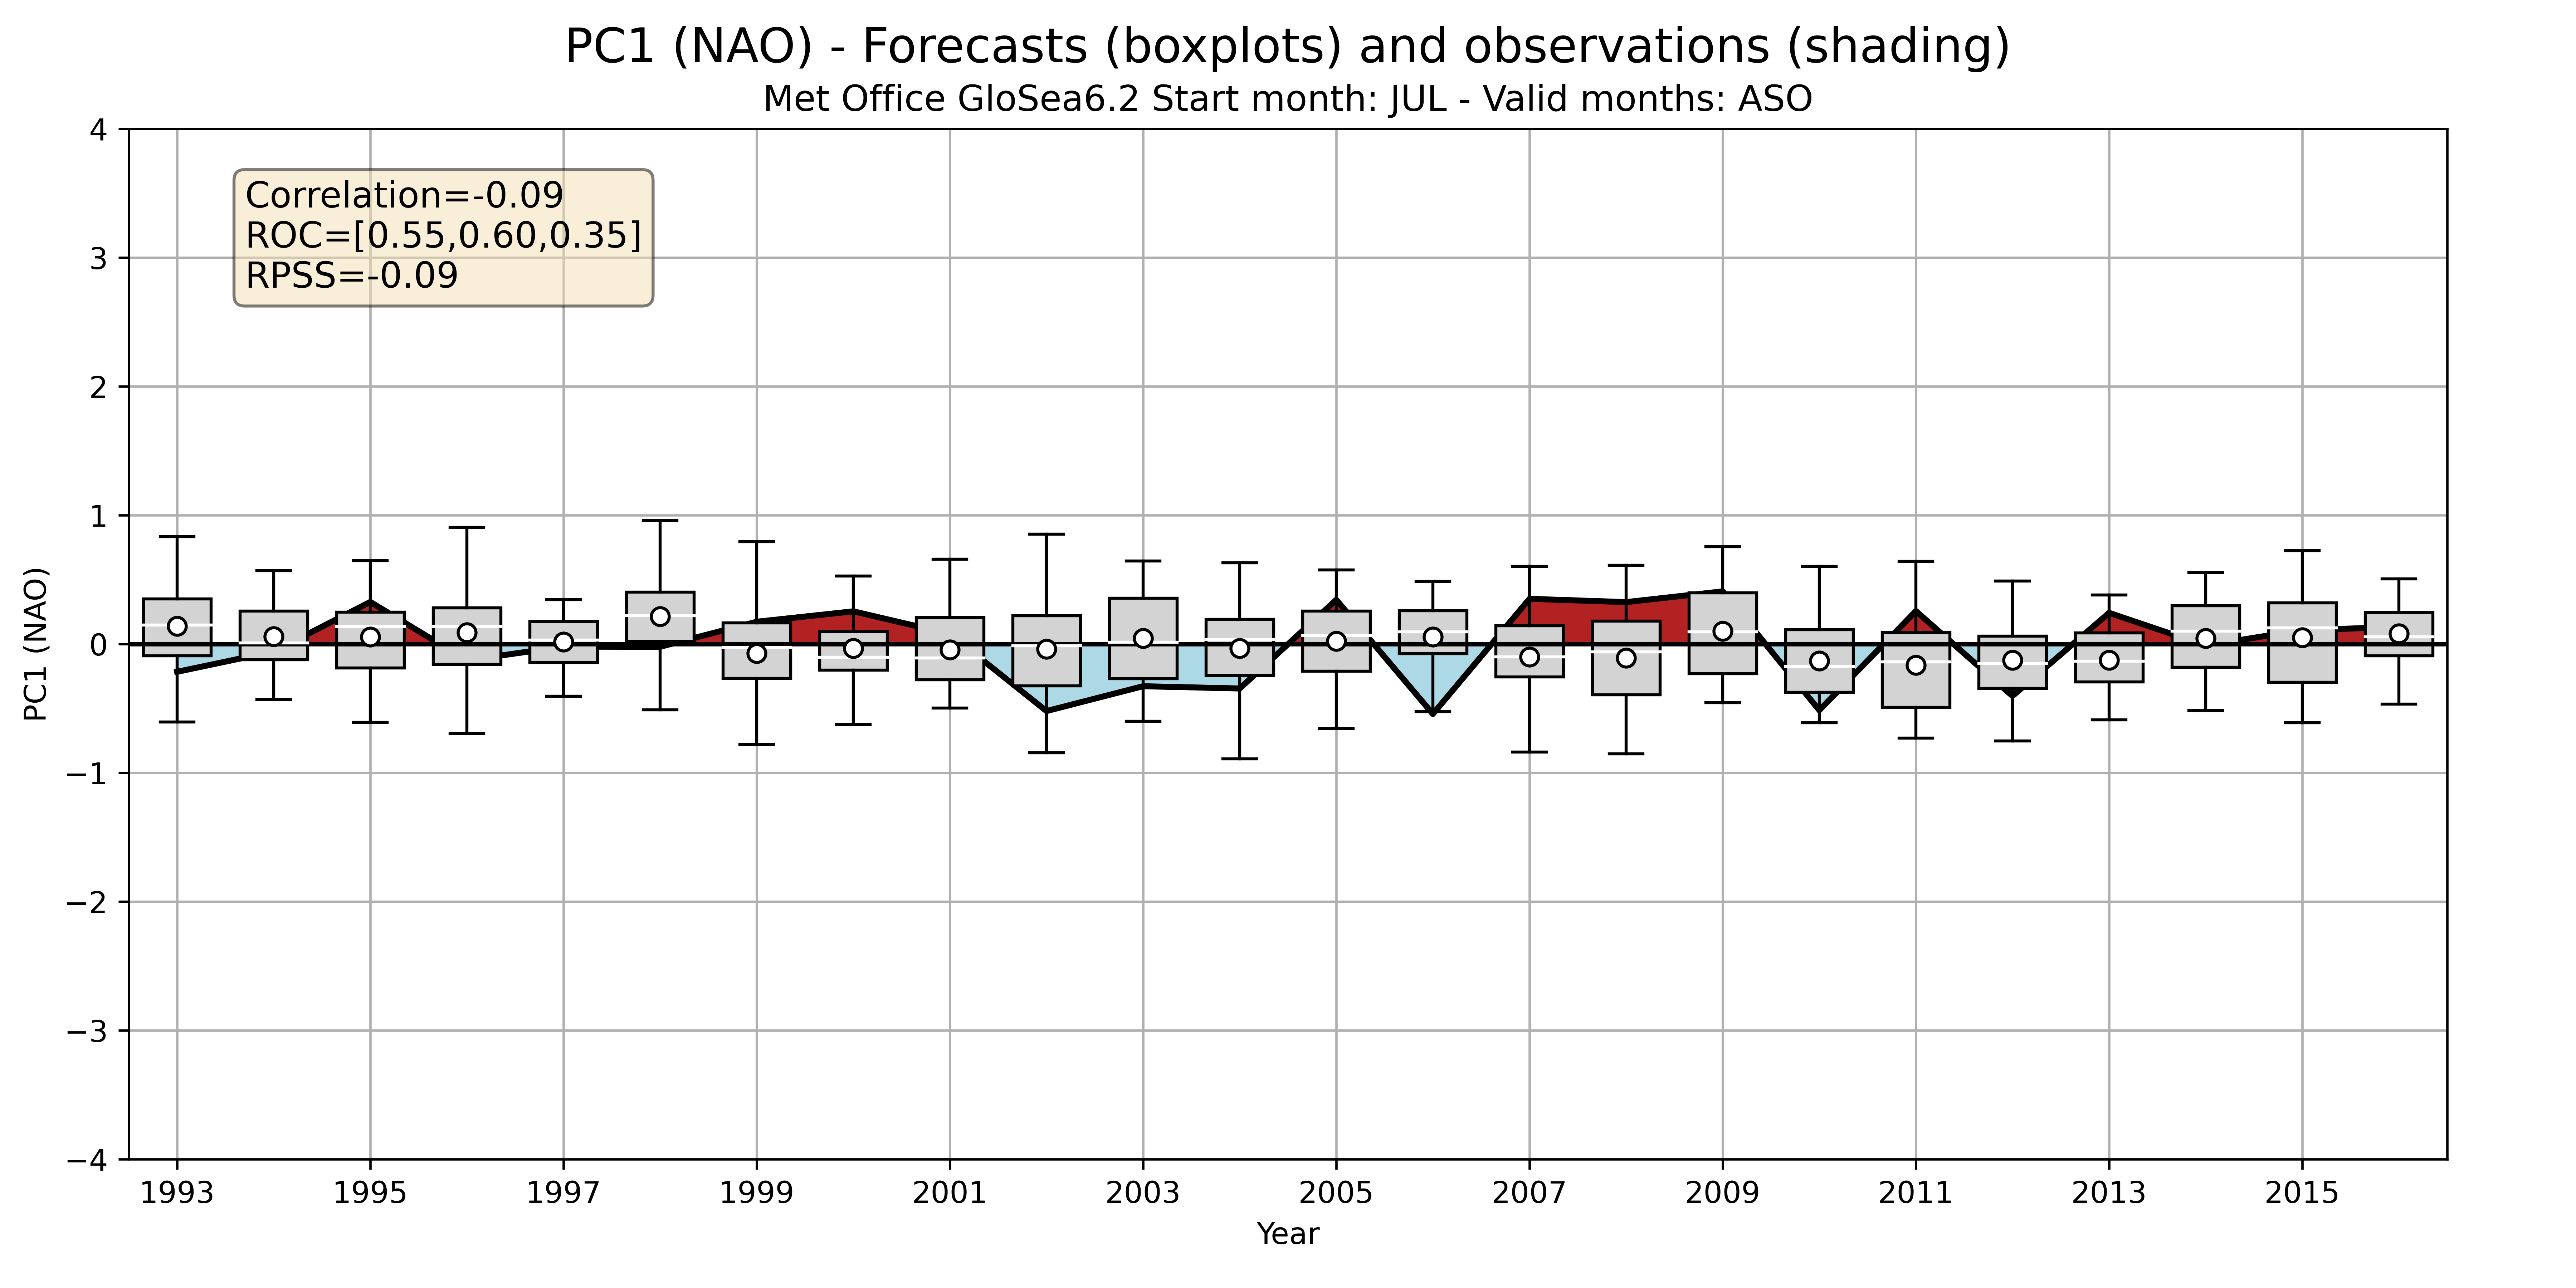 PC1 (NAO) - Forecasts (boxplots) and observations (shading)
Met Office GloSea6.2 Start month: JUL - Valid months: ASO
Correlation=-0.09
ROC=[0.55,0.60,0.35]
RPSS=-0.09
PC1 (NAO)
4
3
2
1
0
−1
−2
−3
−4
1993 1995 1997 1999 2001 2003 2005 2007 2009 2011 2013 2015
Year